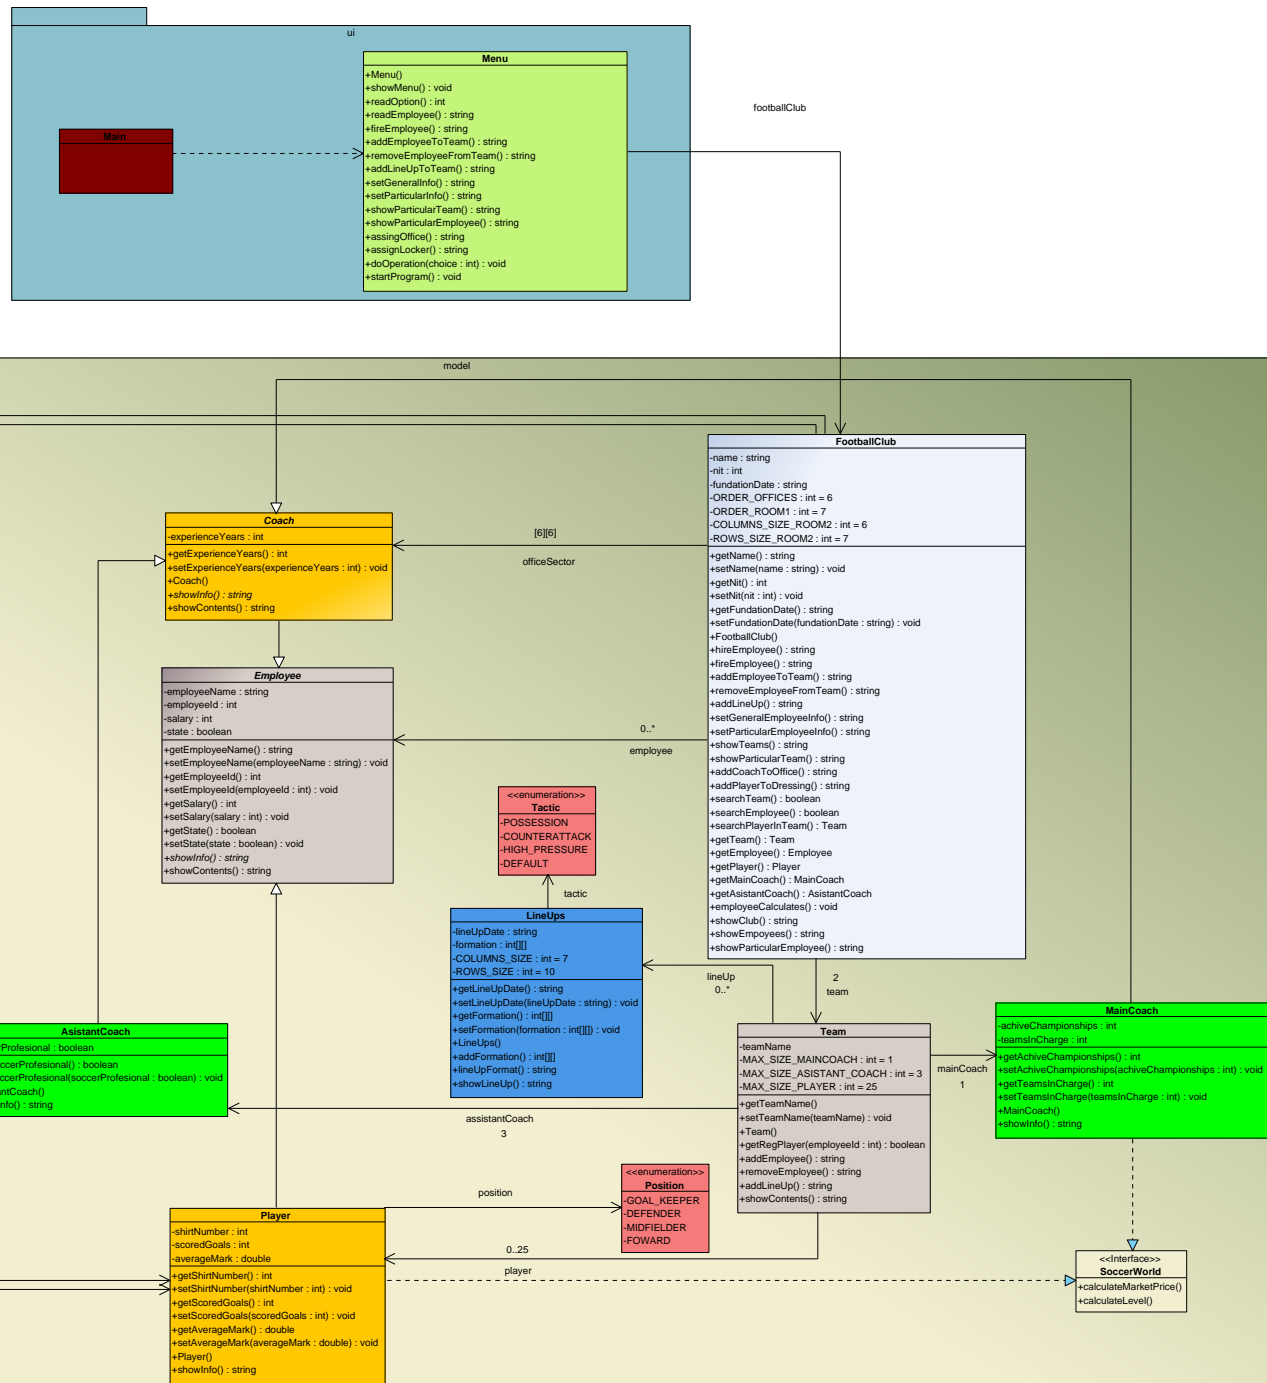 ui
Menu
+Menu()
+showMenu() : void
+readOption() : int
+readEmployee() : string
+fireEmployee() : string
+addEmployeeToTeam() : string
+removeEmployeeFromTeam() : string
+addLineUpToTeam() : string
+setGeneralInfo() : string
+setParticularInfo() : string
+showParticularTeam() : string
+showParticularEmployee() : string
+assingOffice() : string
+assignLocker() : string
+doOperation(choice : int) : void
+startProgram() : void
Main
footballClub
model
FootballClub
-name : string
-nit : int
-fundationDate : string
-ORDER_OFFICES : int = 6
-ORDER_ROOM1 : int = 7
-COLUMNS_SIZE_ROOM2 : int = 6
-ROWS_SIZE_ROOM2 : int = 7
+getName() : string
+setName(name : string) : void
+getNit() : int
+setNit(nit : int) : void
+getFundationDate() : string
+setFundationDate(fundationDate : string) : void
+FootballClub()
+hireEmployee() : string
+fireEmployee() : string
+addEmployeeToTeam() : string
+removeEmployeeFromTeam() : string
+addLineUp() : string
+setGeneralEmployeeInfo() : string
+setParticularEmployeeInfo() : string
+showTeams() : string
+showParticularTeam() : string
+addCoachToOffice() : string
+addPlayerToDressing() : string
+searchTeam() : boolean
+searchEmployee() : boolean
+searchPlayerInTeam() : Team
+getTeam() : Team
+getEmployee() : Employee
+getPlayer() : Player
+getMainCoach() : MainCoach
+getAsistantCoach() : AsistantCoach
+employeeCalculates() : void
+showClub() : string
+showEmpoyees() : string
+showParticularEmployee() : string
Coach
-experienceYears : int
+getExperienceYears() : int
+setExperienceYears(experienceYears : int) : void
+Coach()
+showInfo() : string
+showContents() : string
[6][6]
officeSector
Employee
-employeeName : string
-employeeId : int
-salary : int
-state : boolean
+getEmployeeName() : string
+setEmployeeName(employeeName : string) : void
+getEmployeeId() : int
+setEmployeeId(employeeId : int) : void
+getSalary() : int
+setSalary(salary : int) : void
+getState() : boolean
+setState(state : boolean) : void
+showInfo() : string
+showContents() : string
0..*
employee
<<enumeration>>
Tactic
-POSSESSION
-COUNTERATTACK
-HIGH_PRESSURE
-DEFAULT
tactic
LineUps
-lineUpDate : string
-formation : int[][]
-COLUMNS_SIZE : int = 7
-ROWS_SIZE : int = 10
+getLineUpDate() : string
+setLineUpDate(lineUpDate : string) : void
+getFormation() : int[][]
+setFormation(formation : int[][]) : void
+LineUps()
+addFormation() : int[][]
+lineUpFormat() : string
+showLineUp() : string
lineUp
0..*
2
team
Team
-teamName
-MAX_SIZE_MAINCOACH : int = 1
-MAX_SIZE_ASISTANT_COACH : int = 3
-MAX_SIZE_PLAYER : int = 25
+getTeamName()
+setTeamName(teamName) : void
+Team()
+getRegPlayer(employeeId : int) : boolean
+addEmployee() : string
+removeEmployee() : string
+addLineUp() : string
+showContents() : string
mainCoach
1
MainCoach
-achiveChampionships : int
-teamsInCharge : int
+getAchiveChampionships() : int
+setAchiveChampionships(achiveChampionships : int) : void
+getTeamsInCharge() : int
+setTeamsInCharge(teamsInCharge : int) : void
+MainCoach()
+showInfo() : string
AsistantCoach
rProfesional : boolean
occerProfesional() : boolean
occerProfesional(soccerProfesional : boolean) : void
antCoach()
nfo() : string
assistantCoach
3
<<enumeration>>
Position
-GOAL_KEEPER
-DEFENDER
-MIDFIELDER
-FOWARD
position
0..25
player
Player
-shirtNumber : int
-scoredGoals : int
-averageMark : double
+getShirtNumber() : int
+setShirtNumber(shirtNumber : int) : void
+getScoredGoals() : int
+setScoredGoals(scoredGoals : int) : void
+getAverageMark() : double
+setAverageMark(averageMark : double) : void
+Player()
+showInfo() : string
<<Interface>>
SoccerWorld
+calculateMarketPrice()
+calculateLevel()